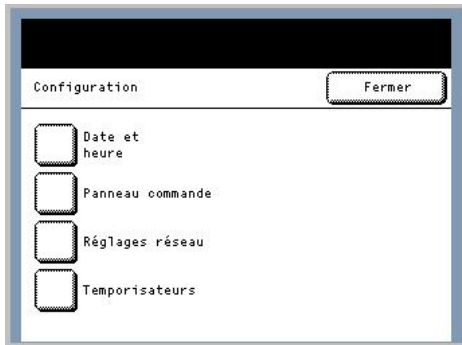 Configuration
Fermer
Date et
heure
Panneau commande
Réglages réseau
Temporisateurs